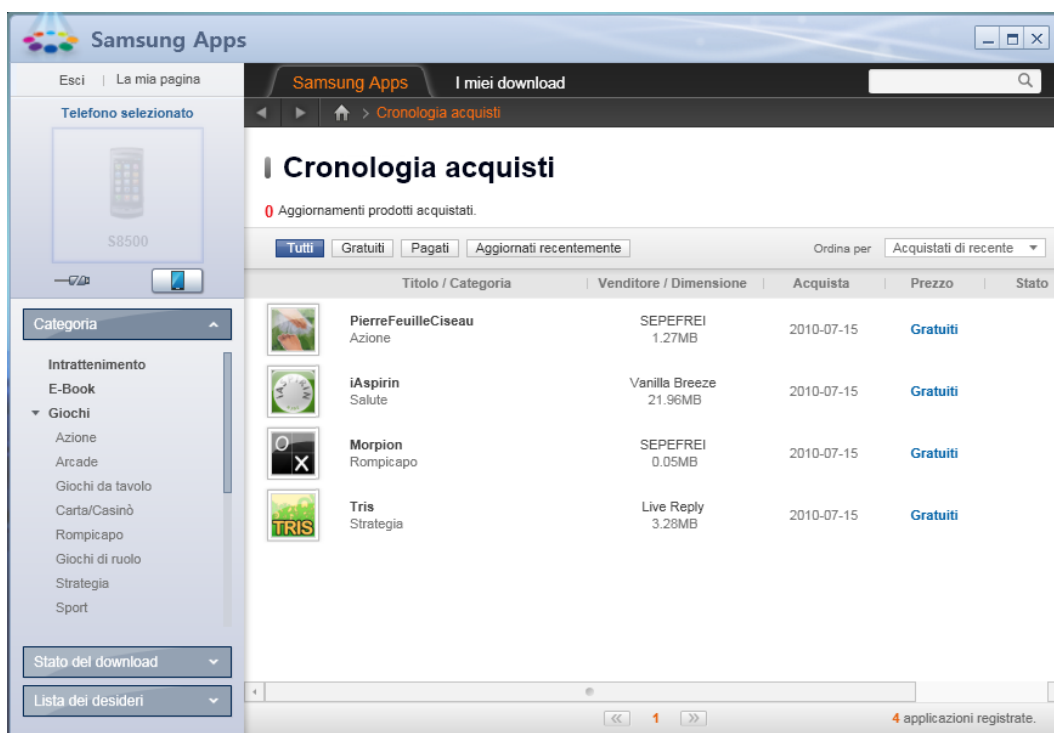 Samsung Apps
Esci | La mia pagina
Samsung Apps I miei download
Telefono selezionato
> Cronologia acquisti
S8500
Cronologia acquisti
0 Aggiornamenti prodotti acquistati.
Tutti Gratuiti Pagati Aggiornati recentemente Ordina per Acquistati di recente
Titolo / Categoria | Venditore / Dimensione | Acquista | Prezzo | Stato
Categoria
Intrattenimento
E-Book
Giochi
Azione
Arcade
Giochi da tavolo
Carta/Casinò
Rompicapo
Giochi di ruolo
Strategia
Sport
Stato del download
Lista dei desideri
PierreFeuilleCiseau SEPEFREI 2010-07-15 Gratuiti
Azione 1.27MB
ASPIRIN
iAspirin Vanilla Breeze 2010-07-15 Gratuiti
Salute 21.96MB
O
X
Morpion SEPEFREI 2010-07-15 Gratuiti
Rompicapo 0.05MB
TRIS
Tris Live Reply 2010-07-15 Gratuiti
Strategia 3.28MB
<< 1 >> 4 applicazioni registrate.